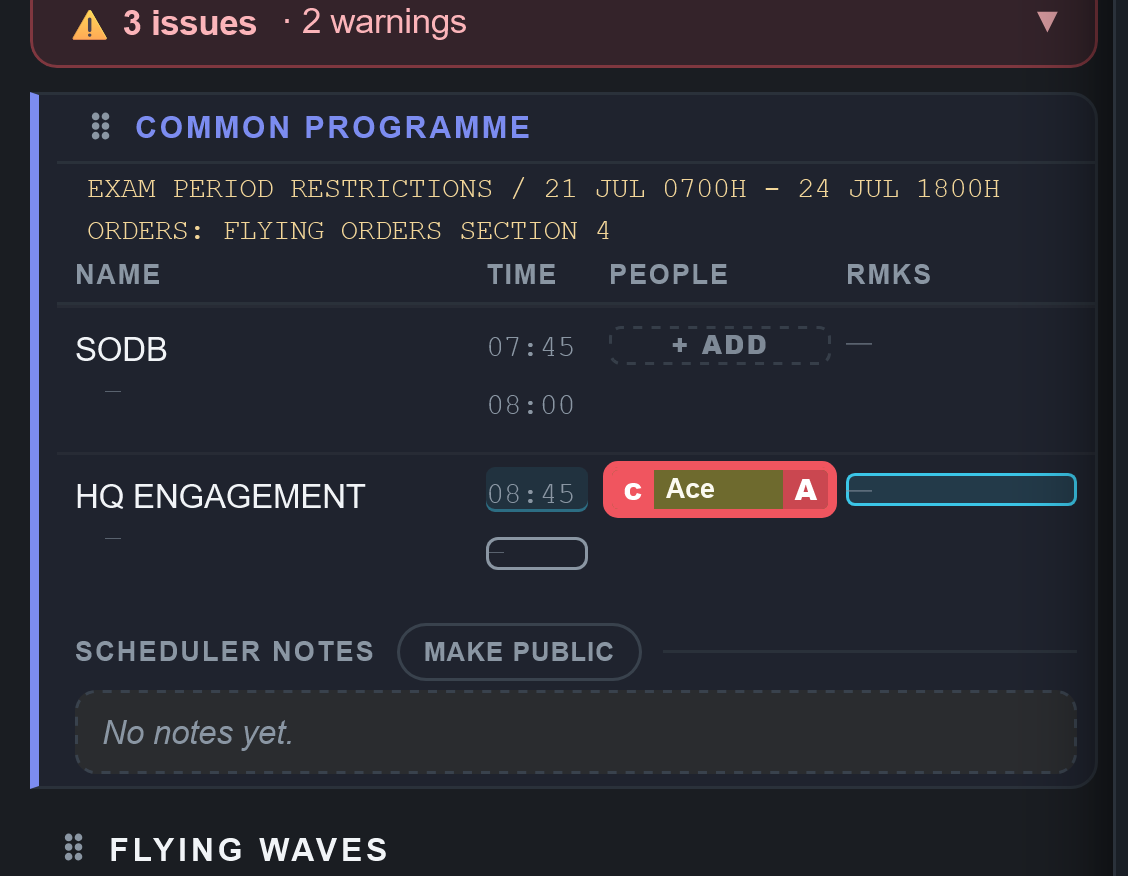 ⚠ 3 issues · 2 warnings ▼
COMMON PROGRAMME
EXAM PERIOD RESTRICTIONS / 21 JUL 0700H – 24 JUL 1800H
ORDERS: FLYING ORDERS SECTION 4
NAME TIME PEOPLE RMKS
SODB 07:45 + ADD —
— 08:00
HQ ENGAGEMENT 08:45 C Ace A —
— —
SCHEDULER NOTES MAKE PUBLIC
No notes yet.
FLYING WAVES